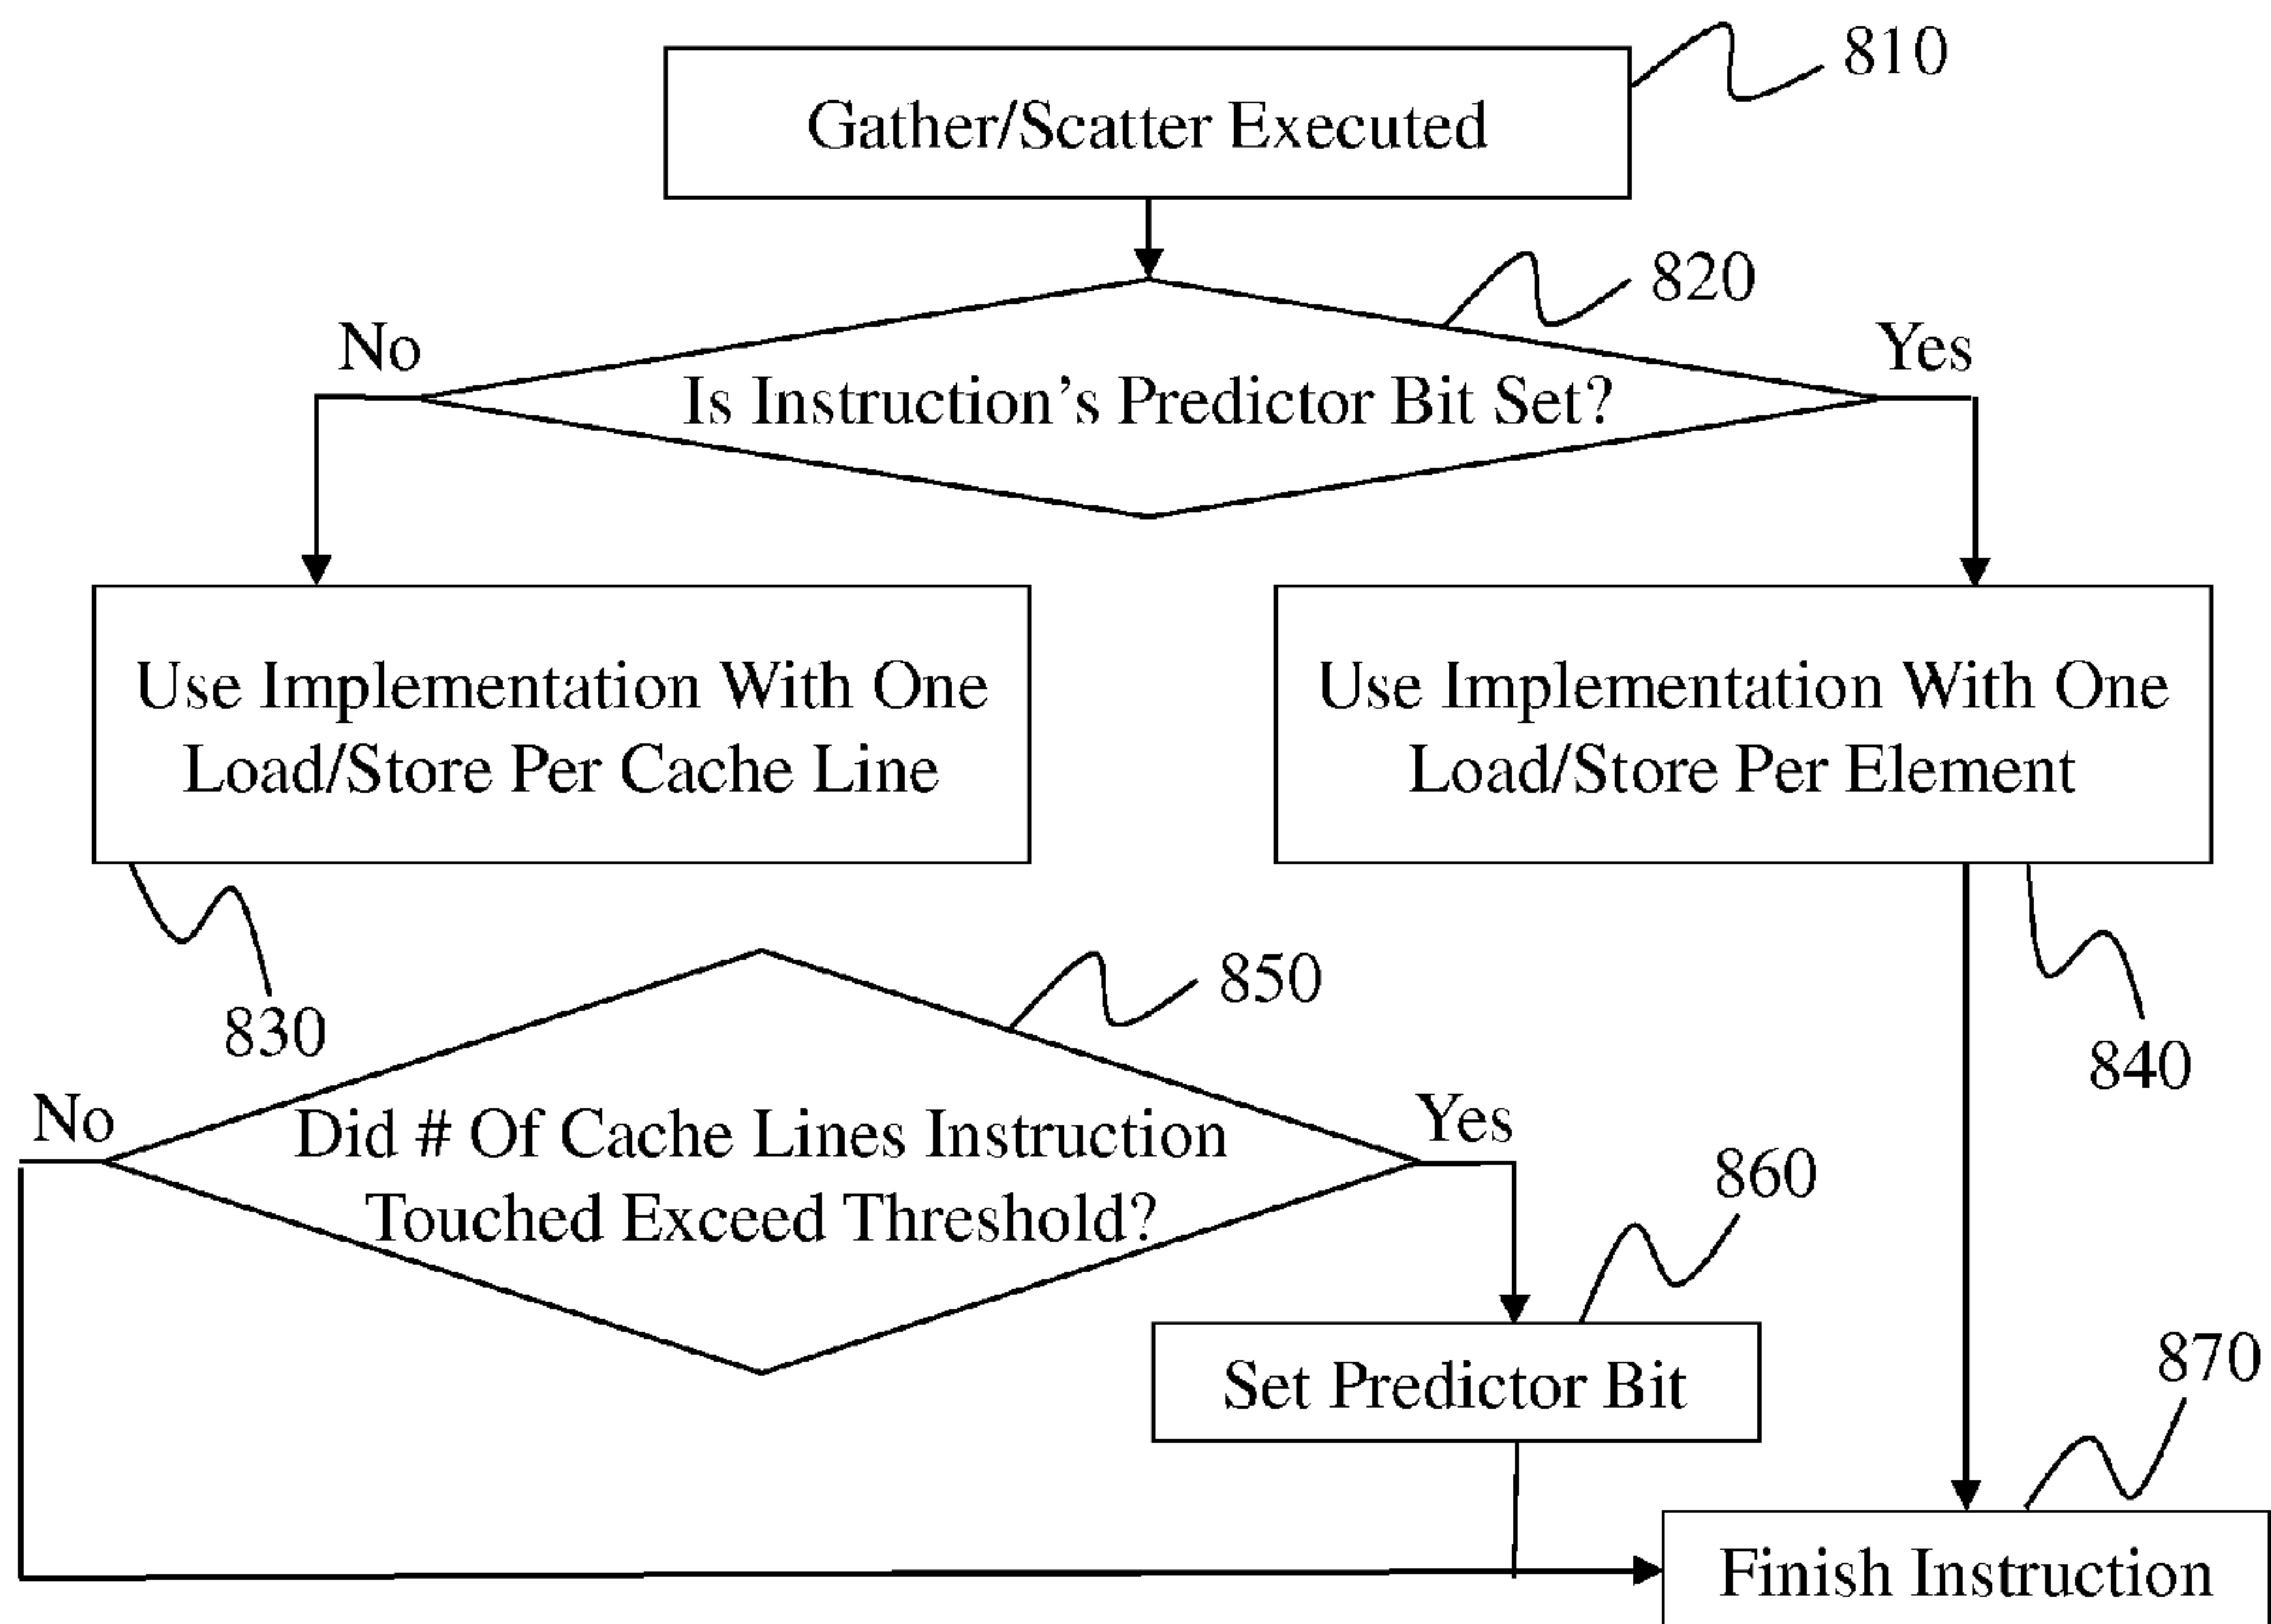 810
Gather/Scatter Executed
820
No
Yes
Is Instruction's Predictor Bit Set?
Use Implementation With One
Load/Store Per Cache Line
Use Implementation With One
Load/Store Per Element
830
840
850
No
Yes
Did # Of Cache Lines Instruction
Touched Exceed Threshold?
860
Set Predictor Bit
870
Finish Instruction